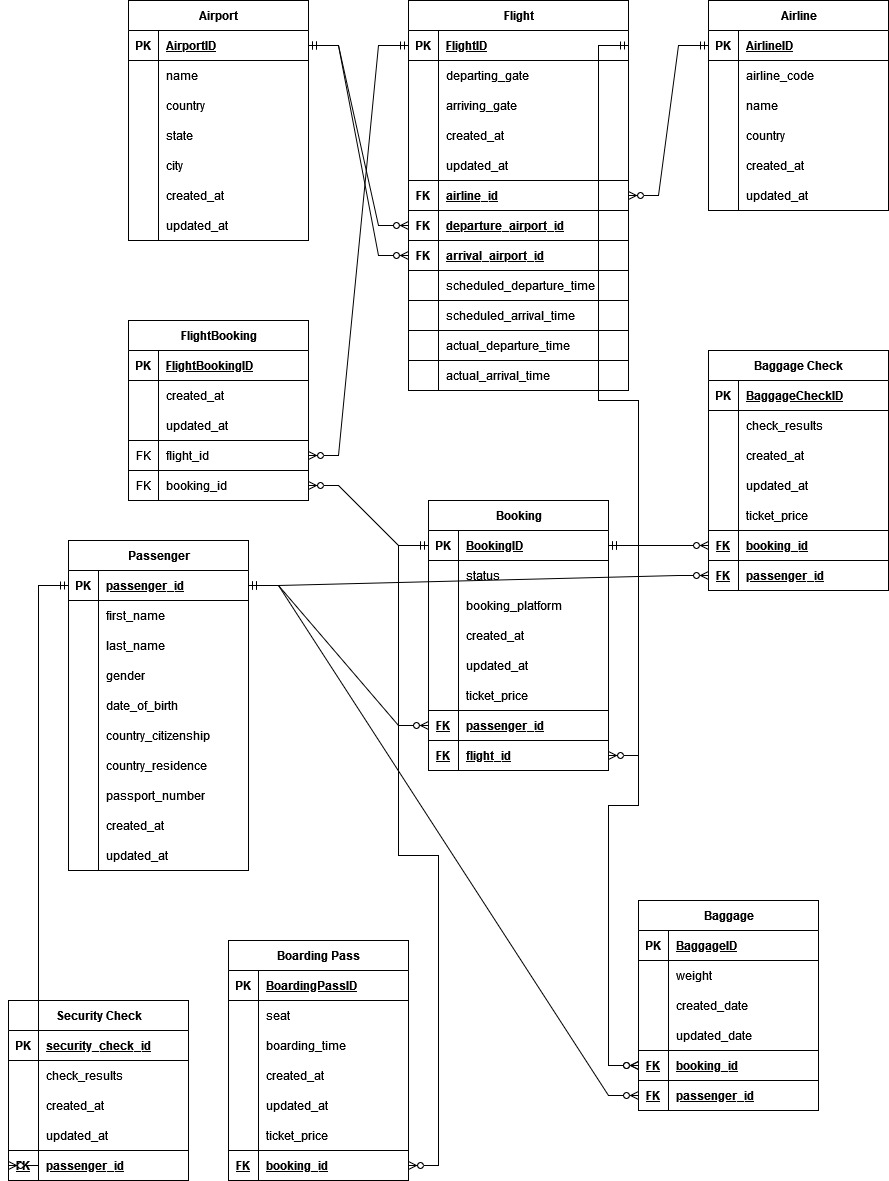 Airport
PK AirportID
name
country
state
city
created_at
updated_at
Flight
PK FlightID
departing_gate
arriving_gate
created_at
updated_at
FK airline_id
FK departure_airport_id
FK arrival_airport_id
scheduled_departure_time
scheduled_arrival_time
actual_departure_time
actual_arrival_time
Airline
PK AirlineID
airline_code
name
country
created_at
updated_at
FlightBooking
PK FlightBookingID
created_at
updated_at
FK flight_id
FK booking_id
Baggage Check
PK BaggageCheckID
check_results
created_at
updated_at
ticket_price
FK booking_id
FK passenger_id
Booking
PK BookingID
status
booking_platform
created_at
updated_at
ticket_price
FK passenger_id
FK flight_id
Passenger
PK passenger_id
first_name
last_name
gender
date_of_birth
country_citizenship
country_residence
passport_number
created_at
updated_at
Baggage
PK BaggageID
weight
created_date
updated_date
FK booking_id
FK passenger_id
Boarding Pass
PK BoardingPassID
seat
boarding_time
created_at
updated_at
ticket_price
FK booking_id
Security Check
PK security_check_id
check_results
created_at
updated_at
FK passenger_id